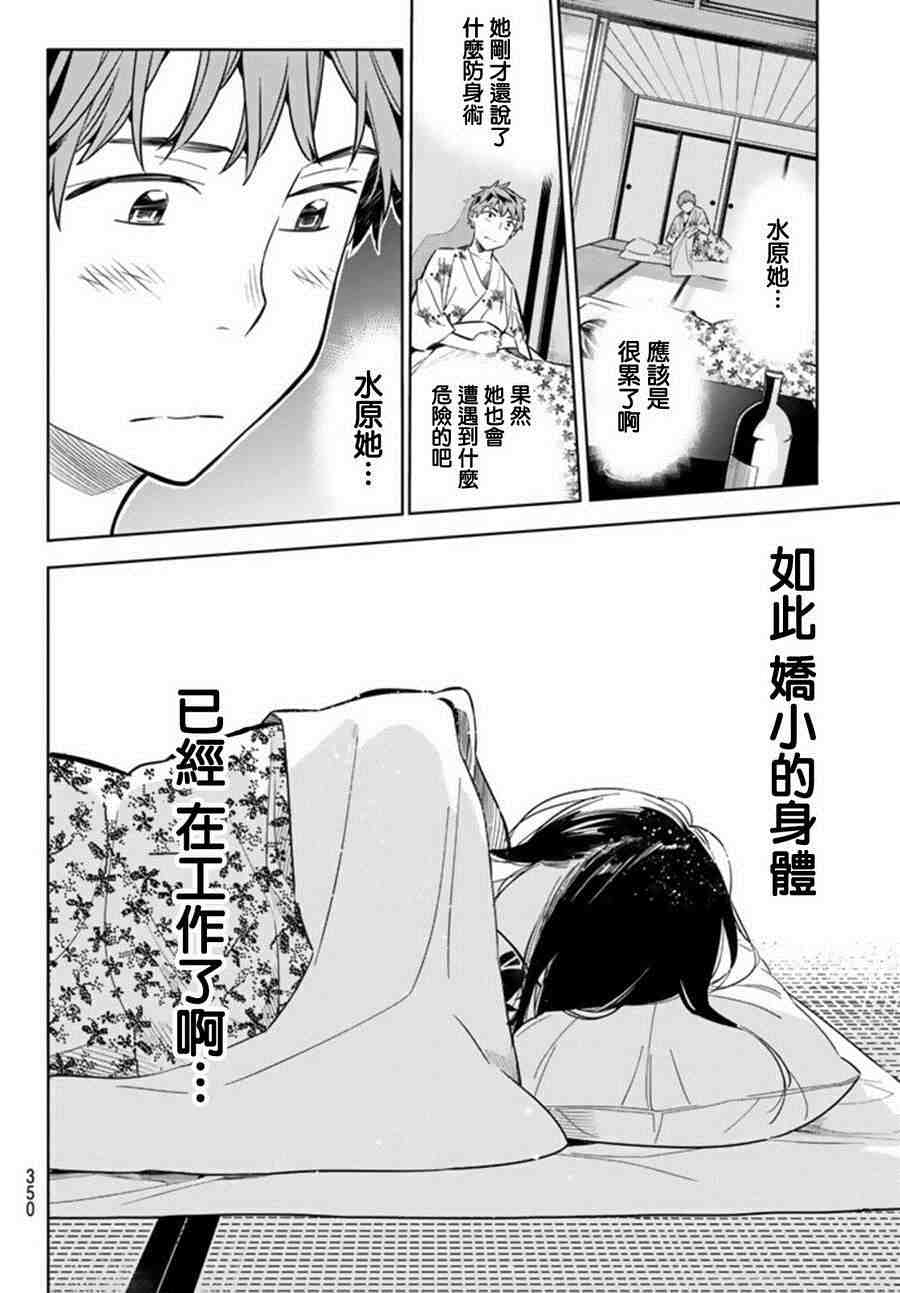 水原她…
應該是
很累了啊
她剛才還說了
什麼防身術
果然
她也會
遭遇到什麼
危險的吧
水原她…
如此 嬌小的身體
已經 在工作了啊…
350